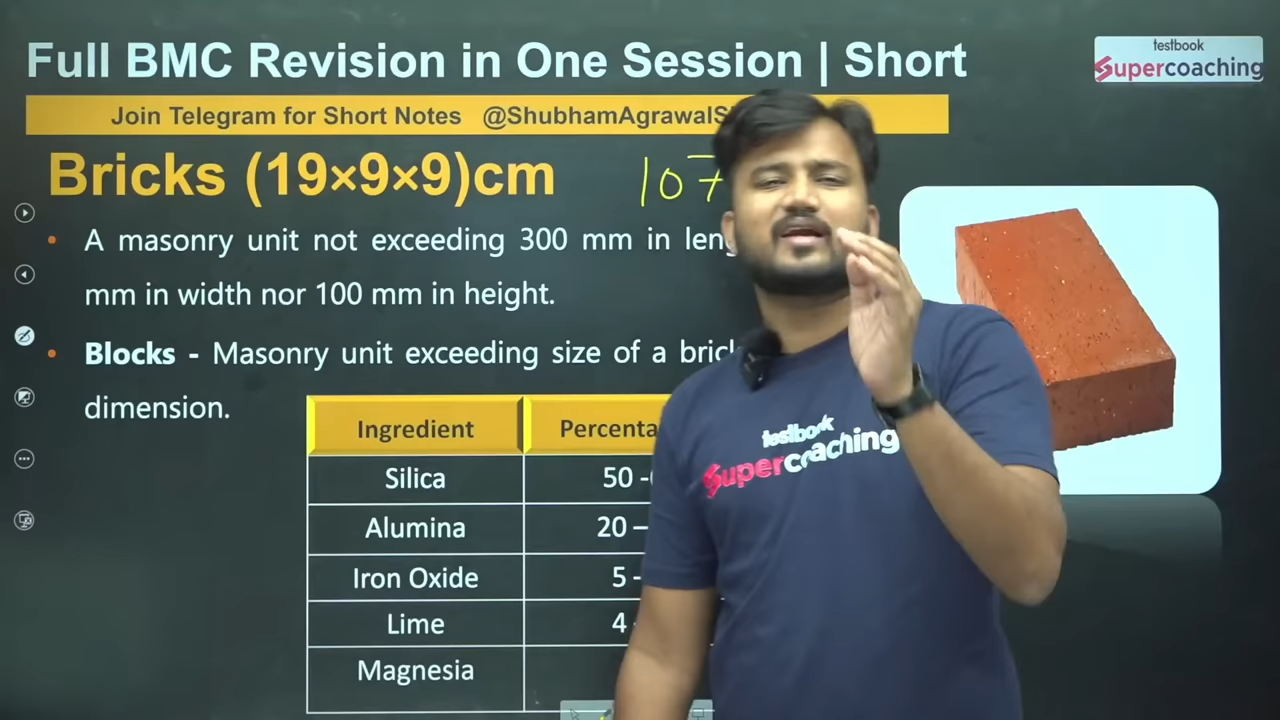 Full BMC Revision in One Session | Short
testbook
Supercoaching
Join Telegram for Short Notes @ShubhamAgrawalS
Bricks (19×9×9)cm
107
A masonry unit not exceeding 300 mm in
mm in width nor 100 mm in height.
Blocks - Masonry unit exceeding size of a
dimension.
Ingredient
Silica 50 -
Alumina 20 –
Iron Oxide 5 -
Lime 4
Magnesia
testbook
Supercoaching